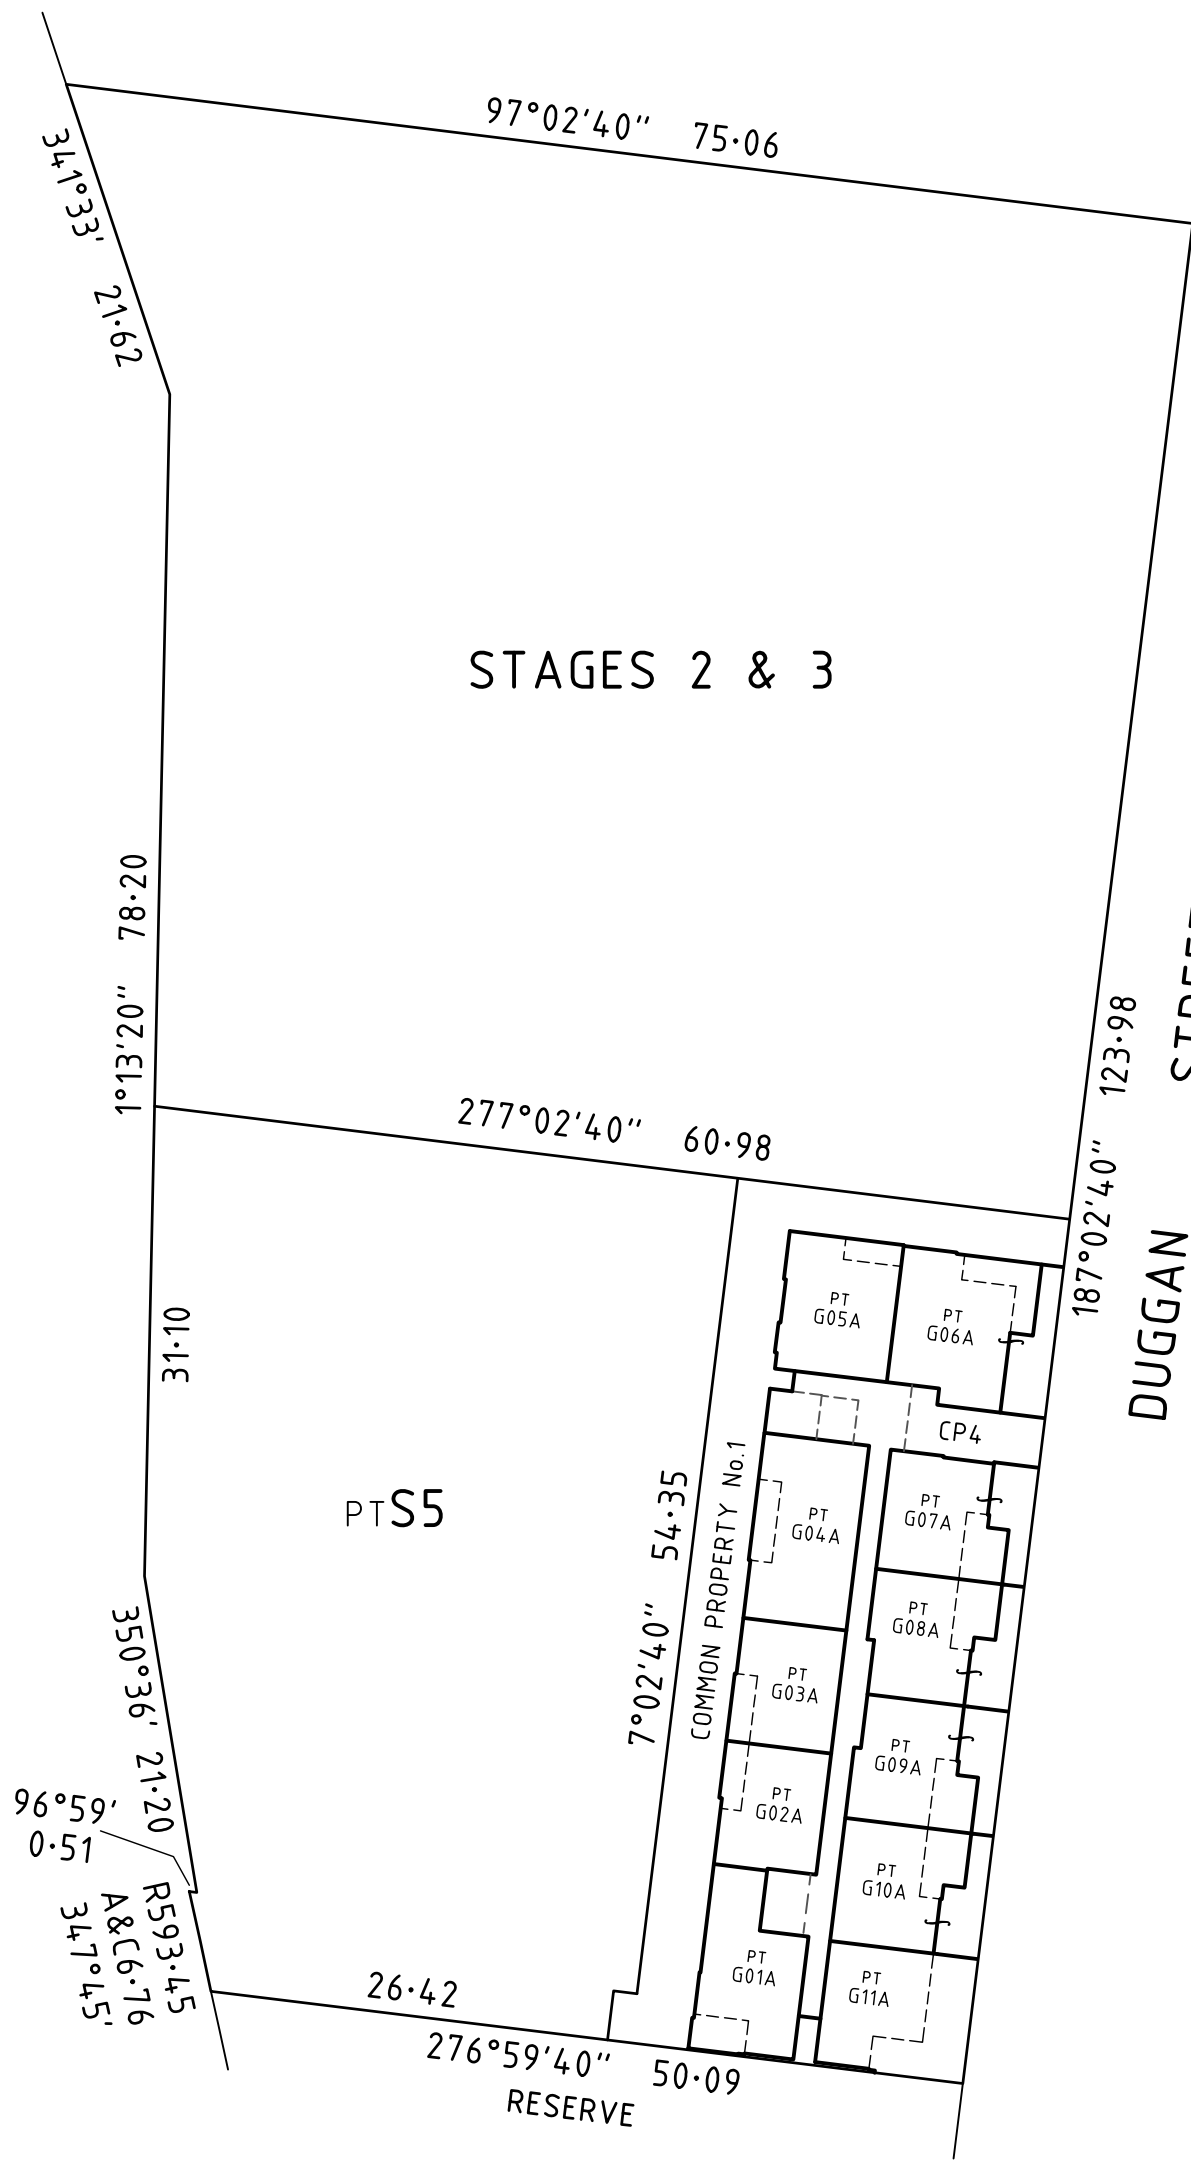 97°02'40" 75·06
341°33' 21·62
STAGES 2 & 3
1°13'20" 78·20
187°02'40" 123·98
DUGGAN
277°02'40" 60·98
31·10
PT
G05A
PT
G06A
CP4
COMMON PROPERTY No.1
7°02'40" 54·35
PTS5
PT
G04A
PT
G07A
PT
G08A
PT
G03A
PT
G09A
PT
G02A
PT
G10A
PT
G01A
PT
G11A
350°36' 21·20
96°59'
0·51
R593·45
A&C6·76
347°45'
26·42
276°59'40" 50·09
RESERVE